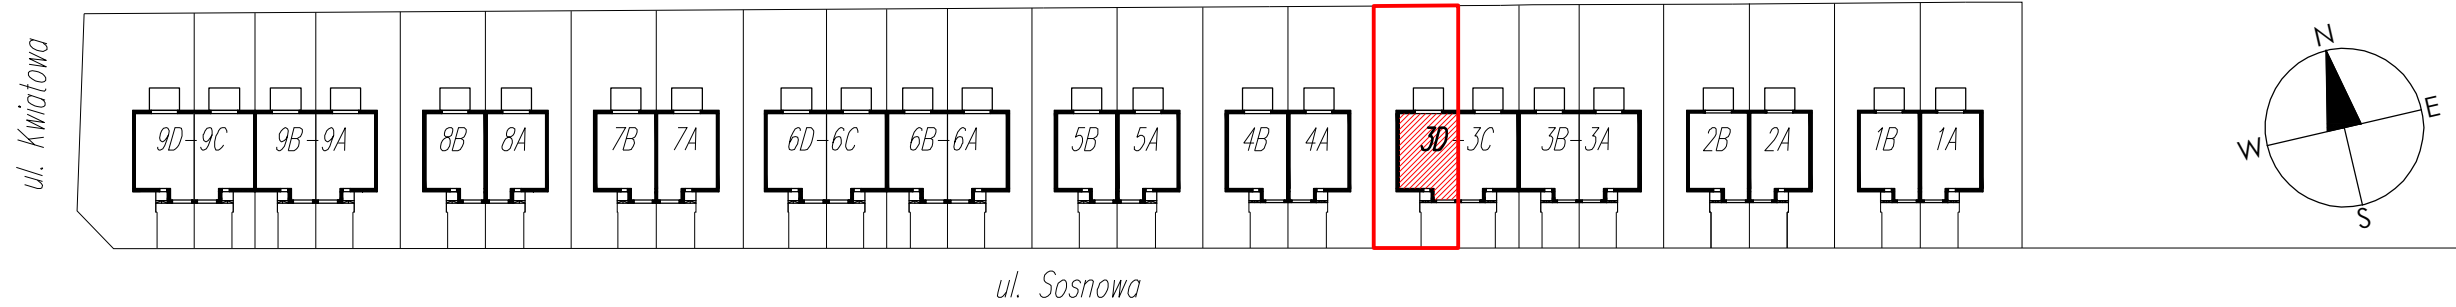 ul. Kwiatowa
9D-9C 9B-9A 8B 8A 7B 7A 6D-6C 6B-6A 5B 5A 4B 4A 3D-3C 3B-3A 2B 2A 1B 1A
ul. Sosnowa
N
E
W
S